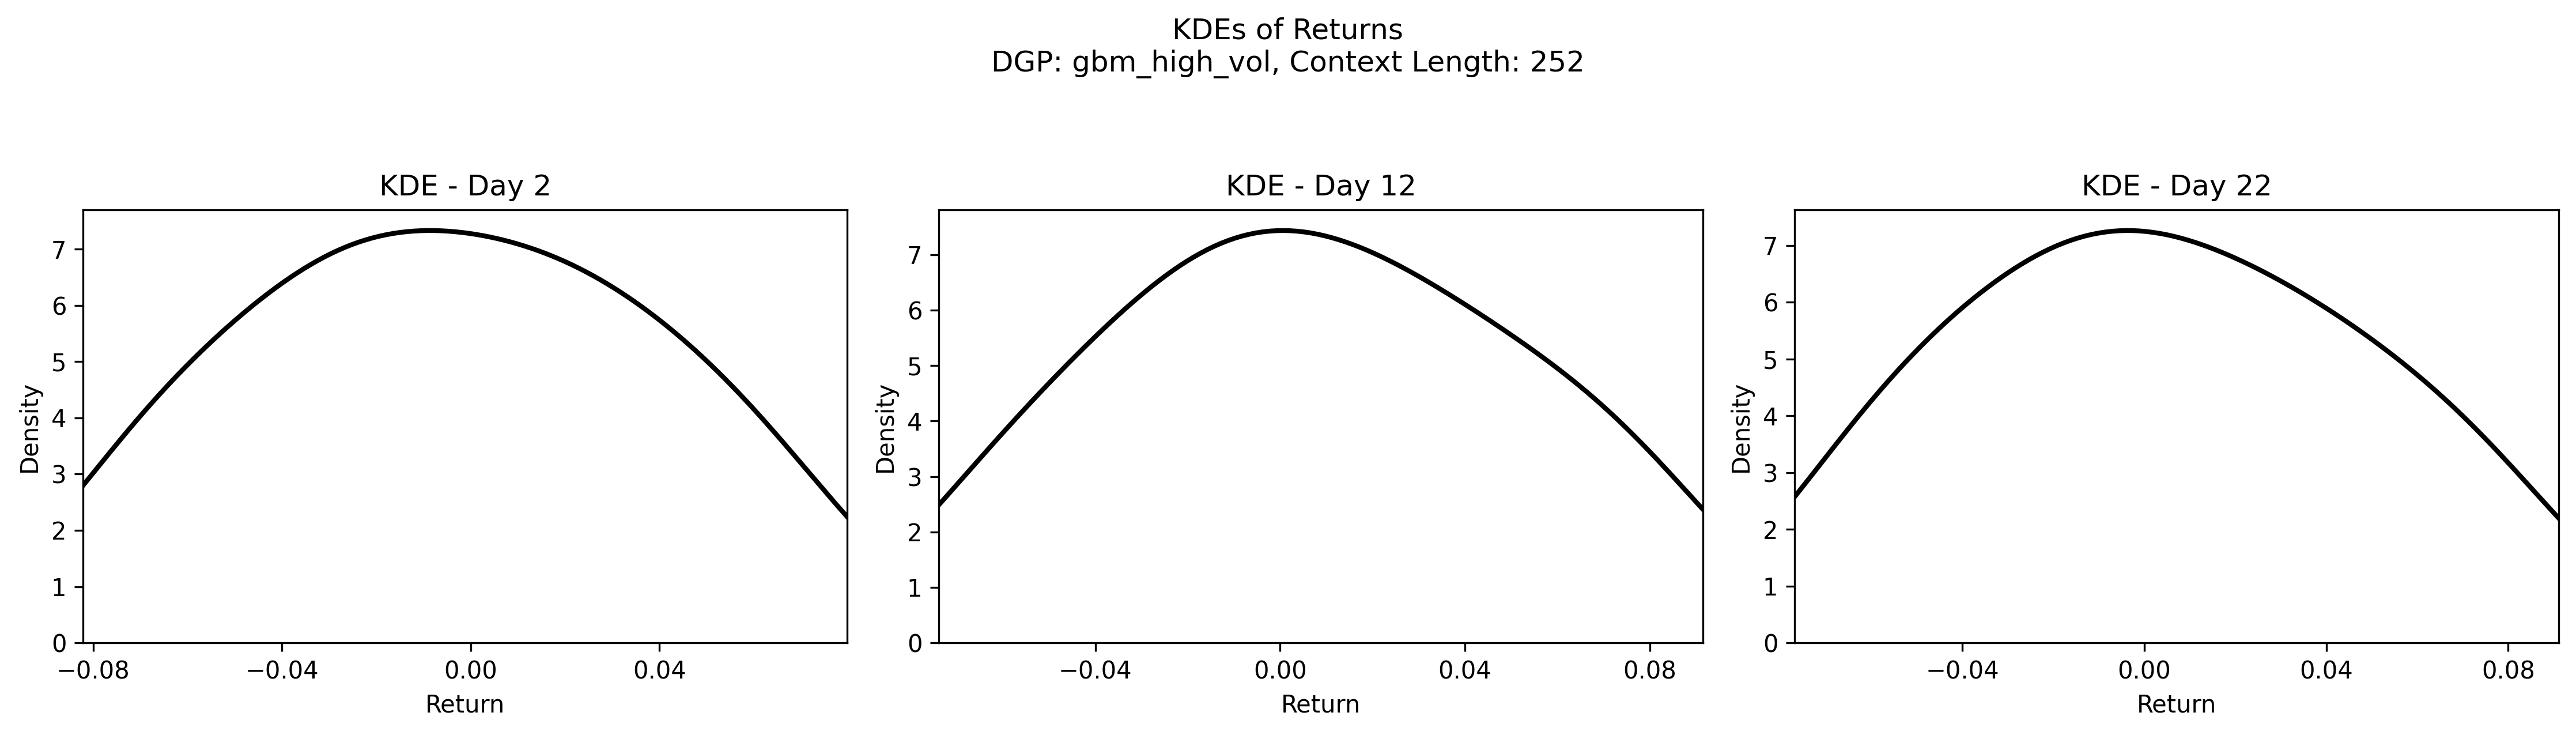 KDEs of Returns
DGP: gbm_high_vol, Context Length: 252
KDE - Day 2
Density
7
6
5
4
3
2
1
0
−0.08 −0.04 0.00 0.04
Return
KDE - Day 12
Density
7
6
5
4
3
2
1
0
−0.04 0.00 0.04 0.08
Return
KDE - Day 22
Density
7
6
5
4
3
2
1
0
−0.04 0.00 0.04 0.08
Return